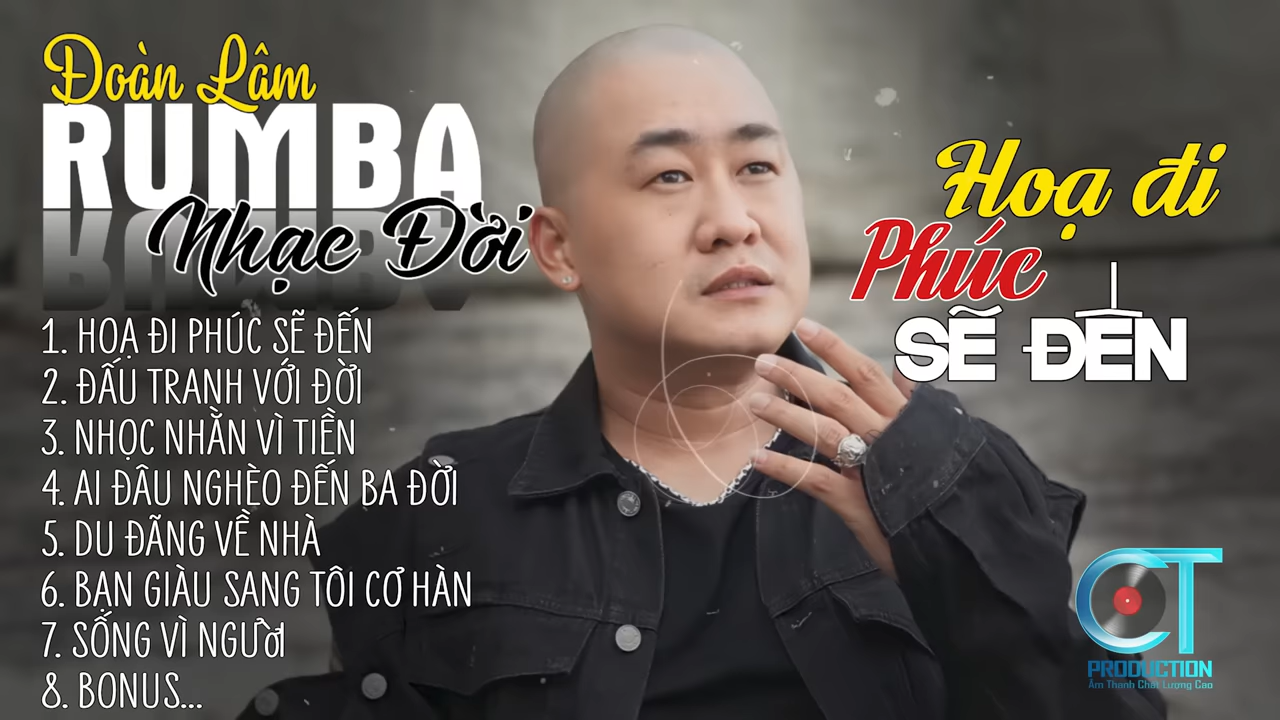 Đoàn Lâm
RUMBA
Nhạc Đời
1. HOẠ ĐI PHÚC SẼ ĐẾN
2. ĐẤU TRANH VỚI ĐỜI
3. NHỌC NHẰN VÌ TIỀN
4. AI ĐÂU NGHÈO ĐẾN BA ĐỜI
5. DU ĐÃNG VỀ NHÀ
6. BẠN GIÀU SANG TÔI CƠ HÀN
7. SỐNG VÌ NGƯỜI
8. BONUS...
Hoạ đi
Phúc
SẼ ĐẾN
CT
PRODUCTION
Âm Thanh Chất Lượng Cao